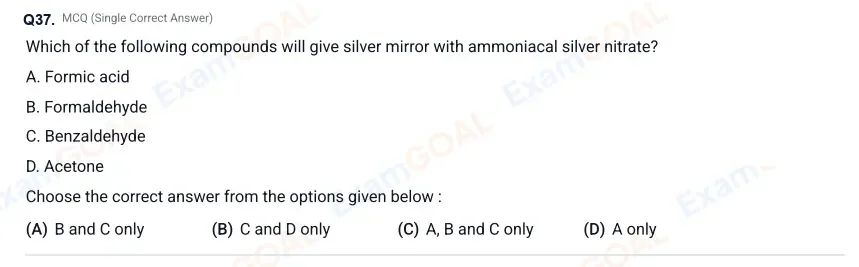 Q37. MCQ (Single Correct Answer)
Which of the following compounds will give silver mirror with ammoniacal silver nitrate?
A. Formic acid
B. Formaldehyde
C. Benzaldehyde
D. Acetone
Choose the correct answer from the options given below :
(A) B and C only (B) C and D only (C) A, B and C only (D) A only